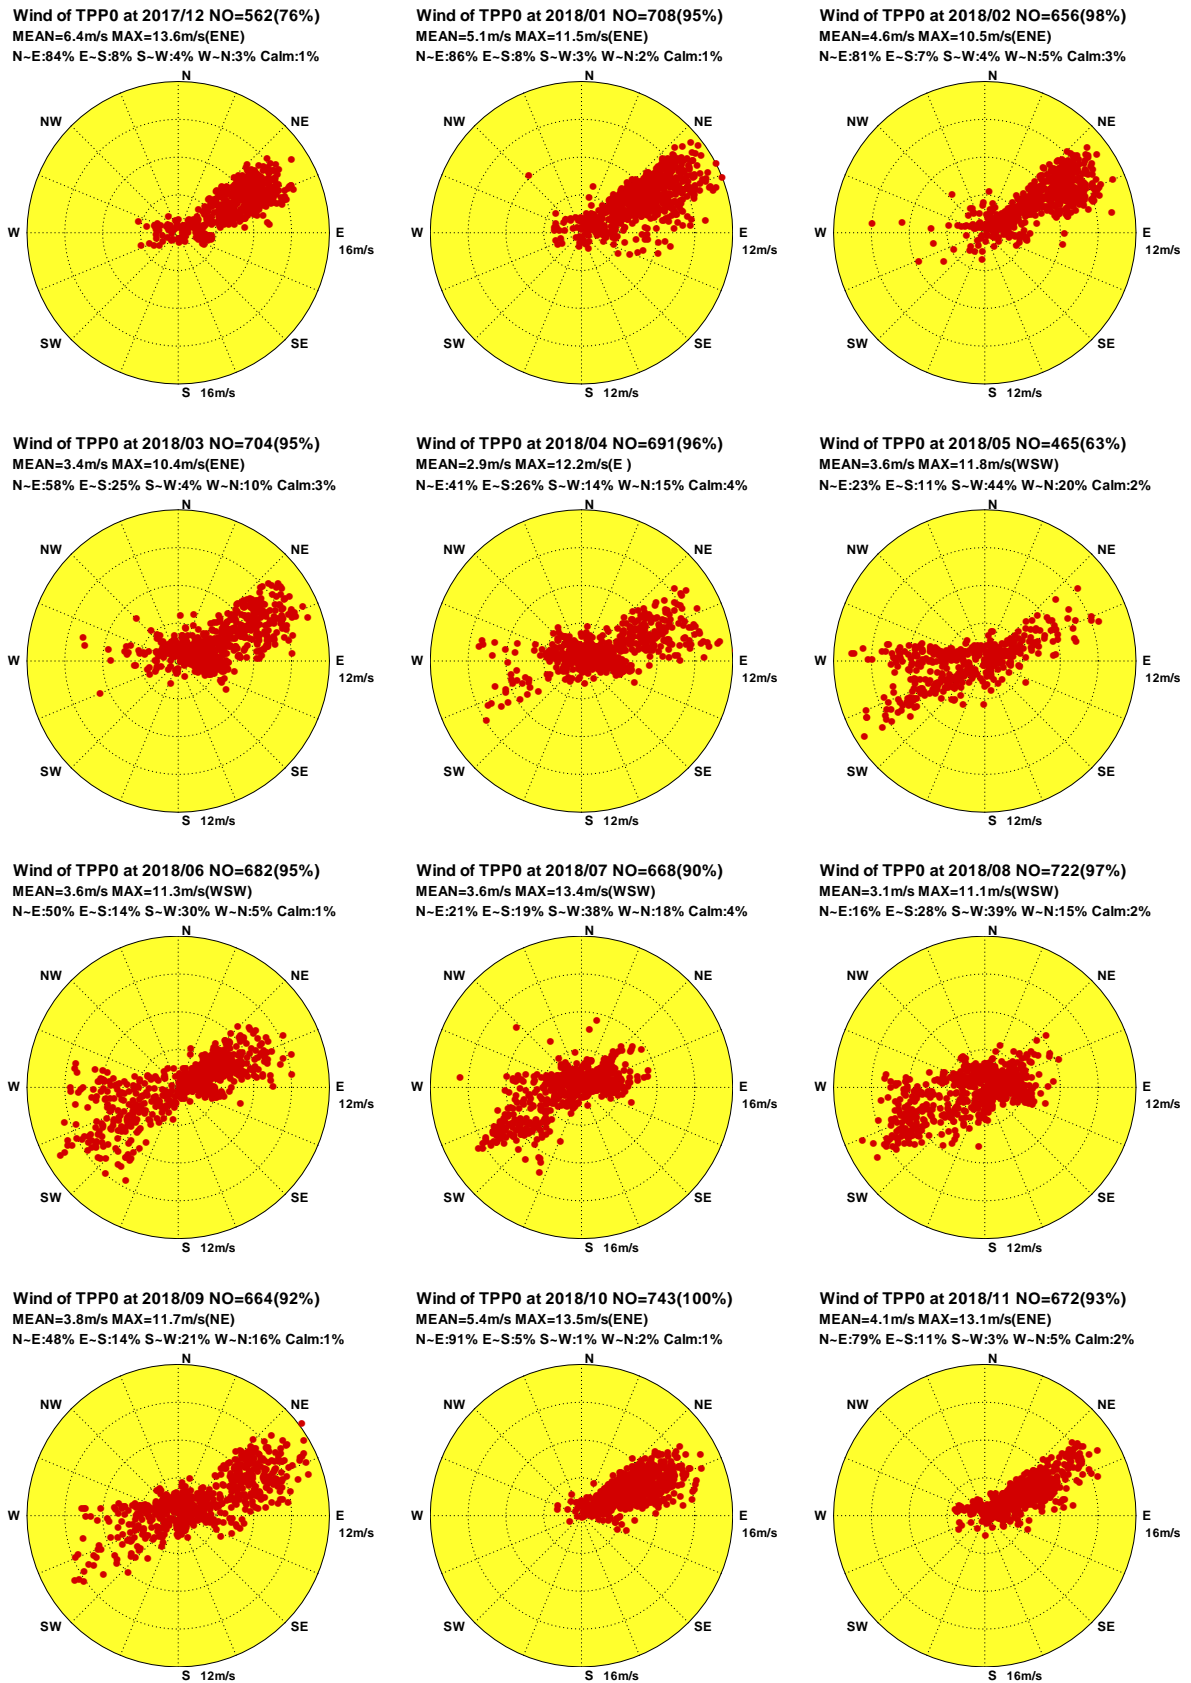 Wind of TPP0 at 2017/12 NO=562(76%)
MEAN=6.4m/s MAX=13.6m/s(ENE)
N~E:84% E~S:8% S~W:4% W~N:3% Calm:1%
N
NW
NE
W
E
16m/s
SW
SE
S 16m/s
Wind of TPP0 at 2018/01 NO=708(95%)
MEAN=5.1m/s MAX=11.5m/s(ENE)
N~E:86% E~S:8% S~W:3% W~N:2% Calm:1%
N
NW
NE
W
E
12m/s
SW
SE
S 12m/s
Wind of TPP0 at 2018/02 NO=656(98%)
MEAN=4.6m/s MAX=10.5m/s(ENE)
N~E:81% E~S:7% S~W:4% W~N:5% Calm:3%
N
NW
NE
W
E
12m/s
SW
SE
S 12m/s
Wind of TPP0 at 2018/03 NO=704(95%)
MEAN=3.4m/s MAX=10.4m/s(ENE)
N~E:58% E~S:25% S~W:4% W~N:10% Calm:3%
N
NW
NE
W
E
12m/s
SW
SE
S 12m/s
Wind of TPP0 at 2018/04 NO=691(96%)
MEAN=2.9m/s MAX=12.2m/s(E )
N~E:41% E~S:26% S~W:14% W~N:15% Calm:4%
N
NW
NE
W
E
12m/s
SW
SE
S 12m/s
Wind of TPP0 at 2018/05 NO=465(63%)
MEAN=3.6m/s MAX=11.8m/s(WSW)
N~E:23% E~S:11% S~W:44% W~N:20% Calm:2%
N
NW
NE
W
E
12m/s
SW
SE
S 12m/s
Wind of TPP0 at 2018/06 NO=682(95%)
MEAN=3.6m/s MAX=11.3m/s(WSW)
N~E:50% E~S:14% S~W:30% W~N:5% Calm:1%
N
NW
NE
W
E
12m/s
SW
SE
S 12m/s
Wind of TPP0 at 2018/07 NO=668(90%)
MEAN=3.6m/s MAX=13.4m/s(WSW)
N~E:21% E~S:19% S~W:38% W~N:18% Calm:4%
N
NW
NE
W
E
16m/s
SW
SE
S 16m/s
Wind of TPP0 at 2018/08 NO=722(97%)
MEAN=3.1m/s MAX=11.1m/s(WSW)
N~E:16% E~S:28% S~W:39% W~N:15% Calm:2%
N
NW
NE
W
E
12m/s
SW
SE
S 12m/s
Wind of TPP0 at 2018/09 NO=664(92%)
MEAN=3.8m/s MAX=11.7m/s(NE)
N~E:48% E~S:14% S~W:21% W~N:16% Calm:1%
N
NW
NE
W
E
12m/s
SW
SE
S 12m/s
Wind of TPP0 at 2018/10 NO=743(100%)
MEAN=5.4m/s MAX=13.5m/s(ENE)
N~E:91% E~S:5% S~W:1% W~N:2% Calm:1%
N
NW
NE
W
E
16m/s
SW
SE
S 16m/s
Wind of TPP0 at 2018/11 NO=672(93%)
MEAN=4.1m/s MAX=13.1m/s(ENE)
N~E:79% E~S:11% S~W:3% W~N:5% Calm:2%
N
NW
NE
W
E
16m/s
SW
SE
S 16m/s